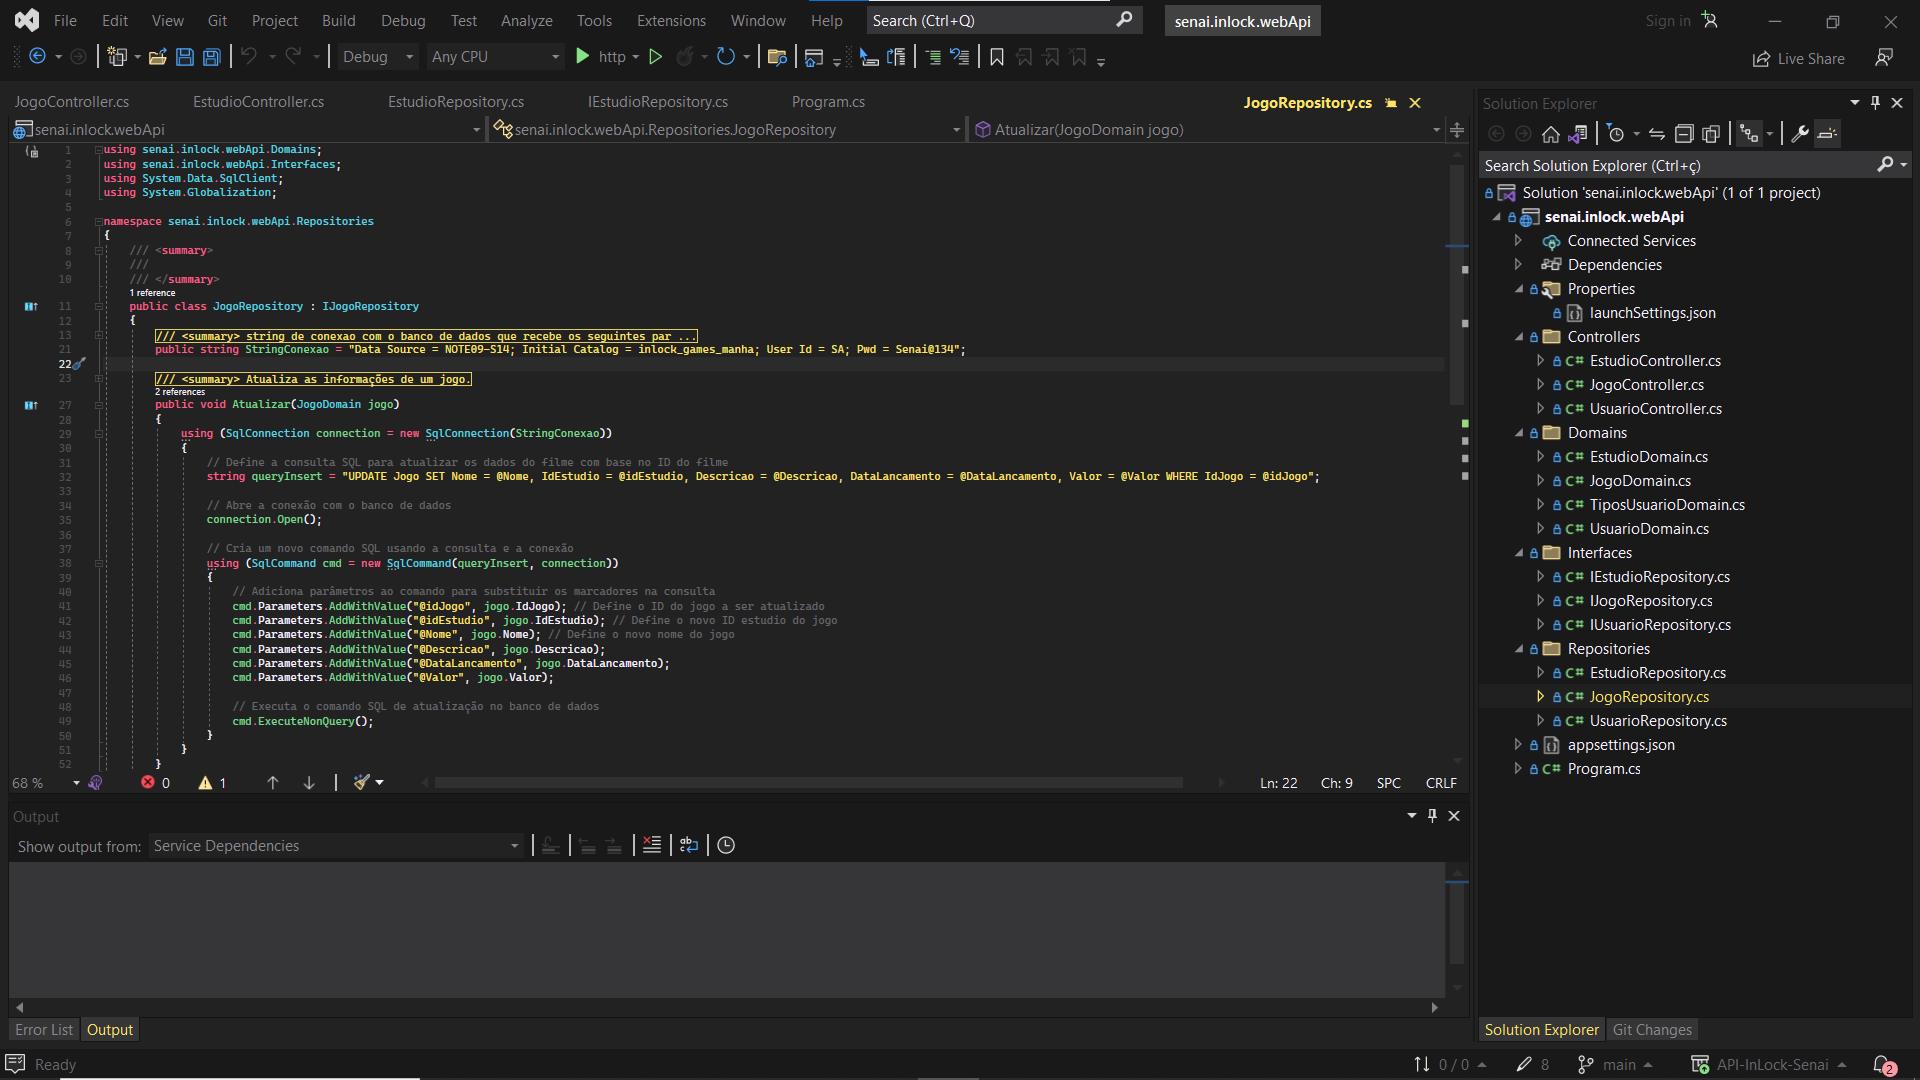 File Edit View Git Project Build Debug Test Analyze Tools Extensions Window Help Search (Ctrl+Q) senai.inlock.webApi Sign in
Debug Any CPU http Live Share
JogoController.cs EstudioController.cs EstudioRepository.cs IEstudioRepository.cs Program.cs JogoRepository.cs
senai.inlock.webApi senai.inlock.webApi.Repositories.JogoRepository Atualizar(JogoDomain jogo)
1 using senai.inlock.webApi.Domains;
2 using senai.inlock.webApi.Interfaces;
3 using System.Data.SqlClient;
4 using System.Globalization;
5
6 namespace senai.inlock.webApi.Repositories
7 {
8 /// <summary>
9 ///
10 /// </summary>
1 reference
11 public class JogoRepository : IJogoRepository
12 {
13 /// <summary> string de conexao com o banco de dados que recebe os seguintes par ...
21 public string StringConexao = "Data Source = NOTE09-S14; Initial Catalog = inlock_games_manha; User Id = SA; Pwd = Senai@134";
22
23 /// <summary> Atualiza as informações de um jogo.
2 references
27 public void Atualizar(JogoDomain jogo)
28 {
29 using (SqlConnection connection = new SqlConnection(StringConexao))
30 {
31 // Define a consulta SQL para atualizar os dados do filme com base no ID do filme
32 string queryInsert = "UPDATE Jogo SET Nome = @Nome, IdEstudio = @idEstudio, Descricao = @Descricao, DataLancamento = @DataLancamento, Valor = @Valor WHERE IdJogo = @idJogo";
33
34 // Abre a conexão com o banco de dados
35 connection.Open();
36
37 // Cria um novo comando SQL usando a consulta e a conexão
38 using (SqlCommand cmd = new SqlCommand(queryInsert, connection))
39 {
40 // Adiciona parâmetros ao comando para substituir os marcadores na consulta
41 cmd.Parameters.AddWithValue("@idJogo", jogo.IdJogo); // Define o ID do jogo a ser atualizado
42 cmd.Parameters.AddWithValue("@idEstudio", jogo.IdEstudio); // Define o novo ID estudio do jogo
43 cmd.Parameters.AddWithValue("@Nome", jogo.Nome); // Define o novo nome do jogo
44 cmd.Parameters.AddWithValue("@Descricao", jogo.Descricao);
45 cmd.Parameters.AddWithValue("@DataLancamento", jogo.DataLancamento);
46 cmd.Parameters.AddWithValue("@Valor", jogo.Valor);
47
48 // Executa o comando SQL de atualização no banco de dados
49 cmd.ExecuteNonQuery();
50 }
51 }
52 }
68 % 0 1 Ln: 22 Ch: 9 SPC CRLF
Output
Show output from: Service Dependencies
Error List Output
Solution Explorer
Search Solution Explorer (Ctrl+ç)
Solution 'senai.inlock.webApi' (1 of 1 project)
senai.inlock.webApi
Connected Services
Dependencies
Properties
launchSettings.json
Controllers
C# EstudioController.cs
C# JogoController.cs
C# UsuarioController.cs
Domains
C# EstudioDomain.cs
C# JogoDomain.cs
C# TiposUsuarioDomain.cs
C# UsuarioDomain.cs
Interfaces
C# IEstudioRepository.cs
C# IJogoRepository.cs
C# IUsuarioRepository.cs
Repositories
C# EstudioRepository.cs
C# JogoRepository.cs
C# UsuarioRepository.cs
appsettings.json
C# Program.cs
Solution Explorer Git Changes
Ready 0 / 0 8 main API-InLock-Senai 2